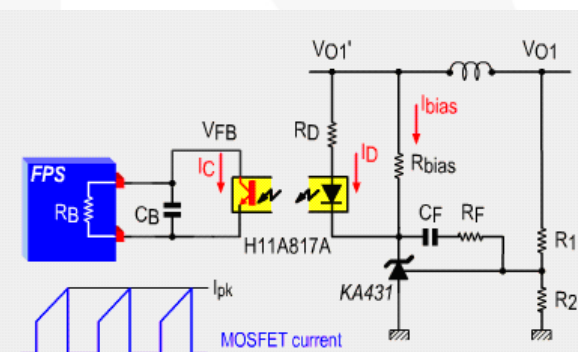 VO1'
VO1
Ibias
VFB
RD
IC
ID
Rbias
FPS
RB
CB
CF
RF
H11A817A
R1
KA431
R2
Ipk
MOSFET current